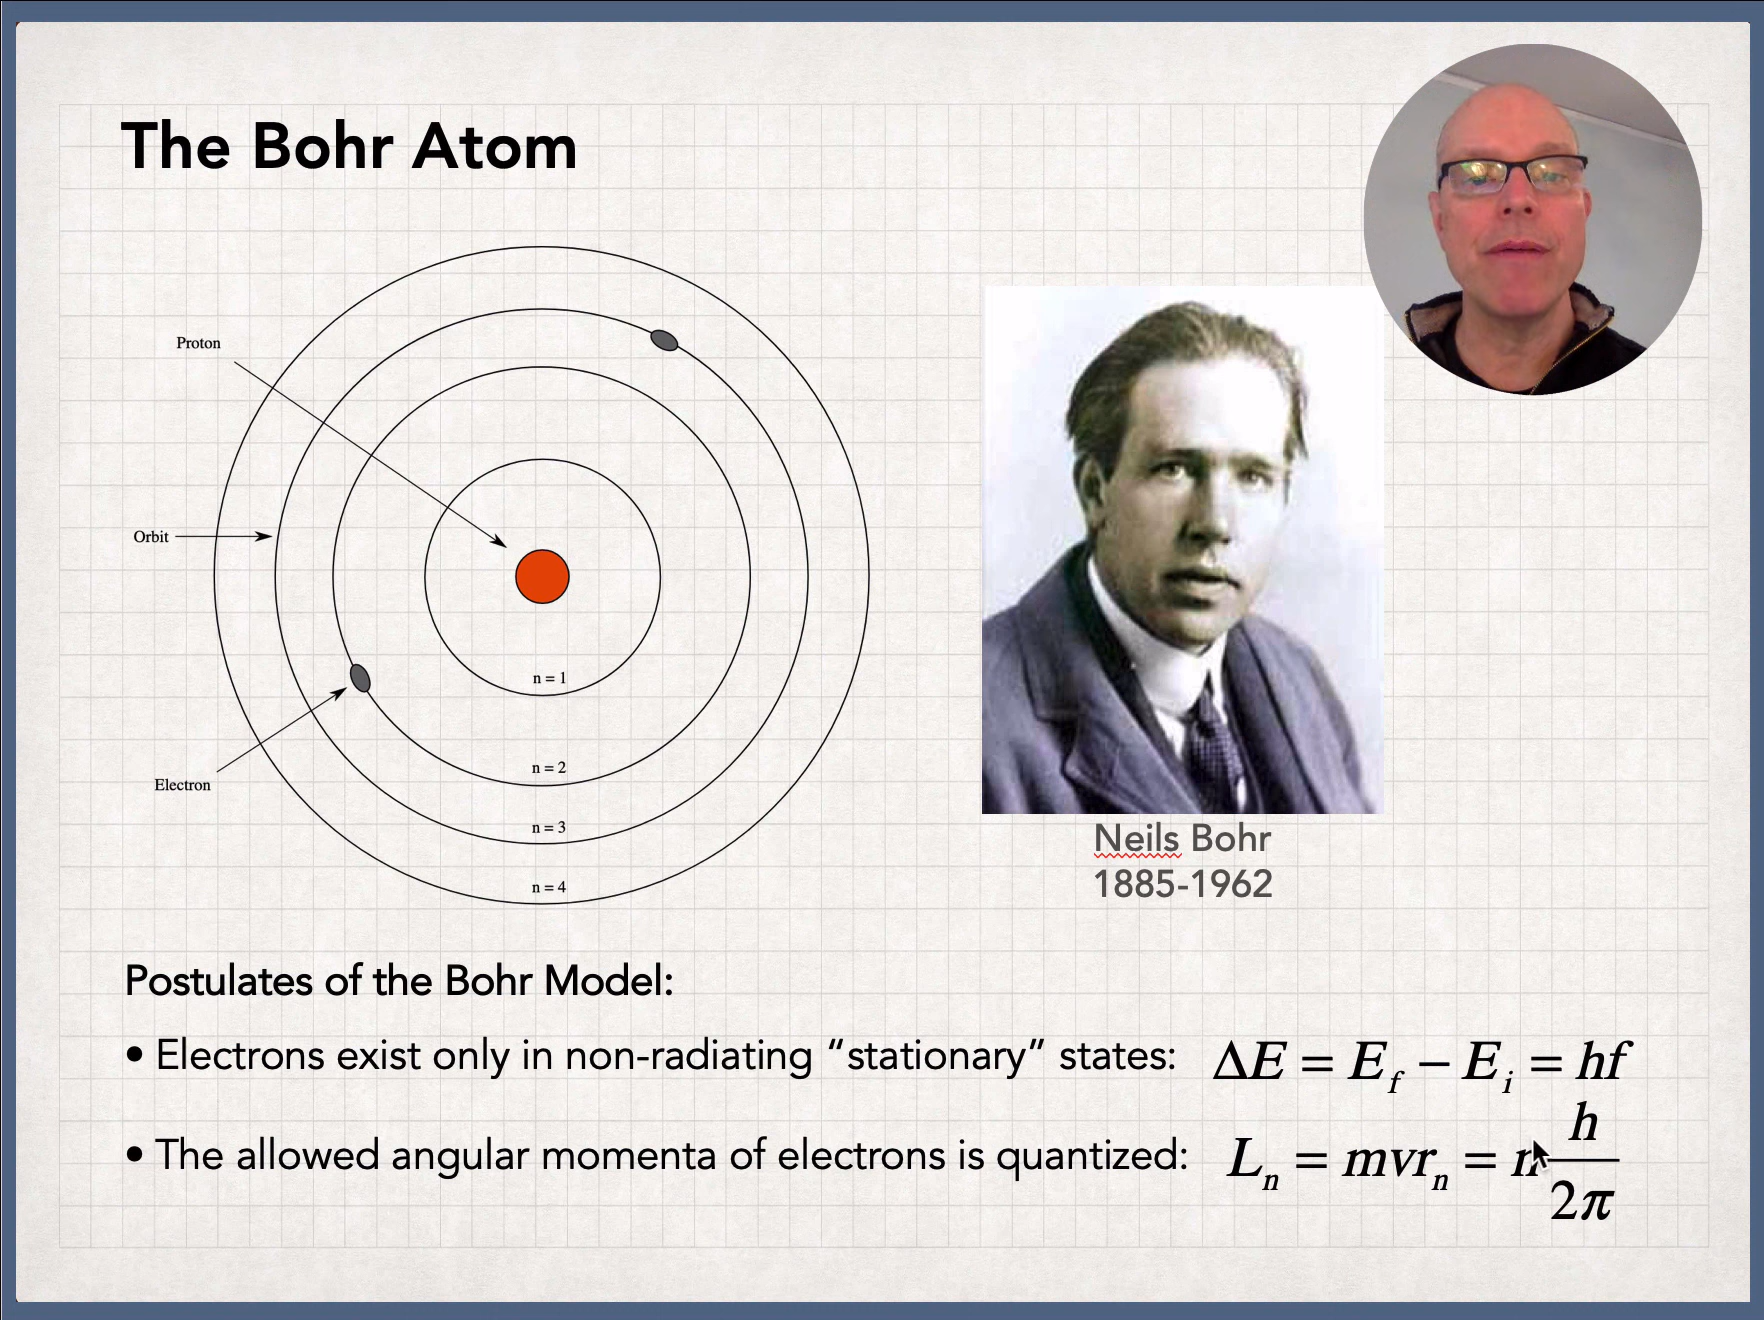 The Bohr Atom
Proton
Orbit
Electron
n = 1
n = 2
n = 3
n = 4
Neils Bohr
1885-1962
Postulates of the Bohr Model:
• Electrons exist only in non-radiating “stationary” states: ΔE = E_f − E_i = hf
• The allowed angular momenta of electrons is quantized: L_n = mvr_n = n h/2π